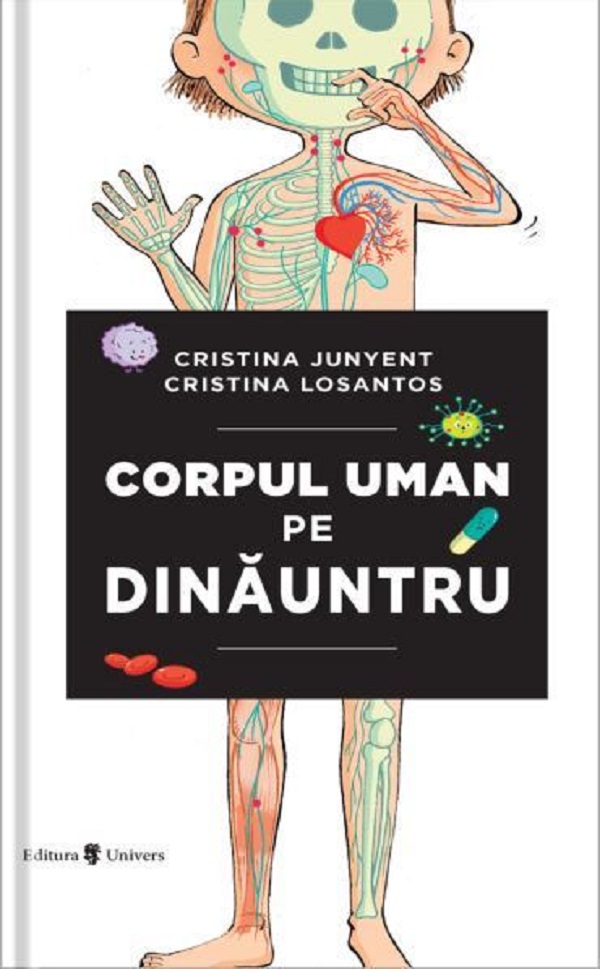 CRISTINA JUNYENT
CRISTINA LOSANTOS
CORPUL UMAN
PE
DINĂUNTRU
Editura Univers